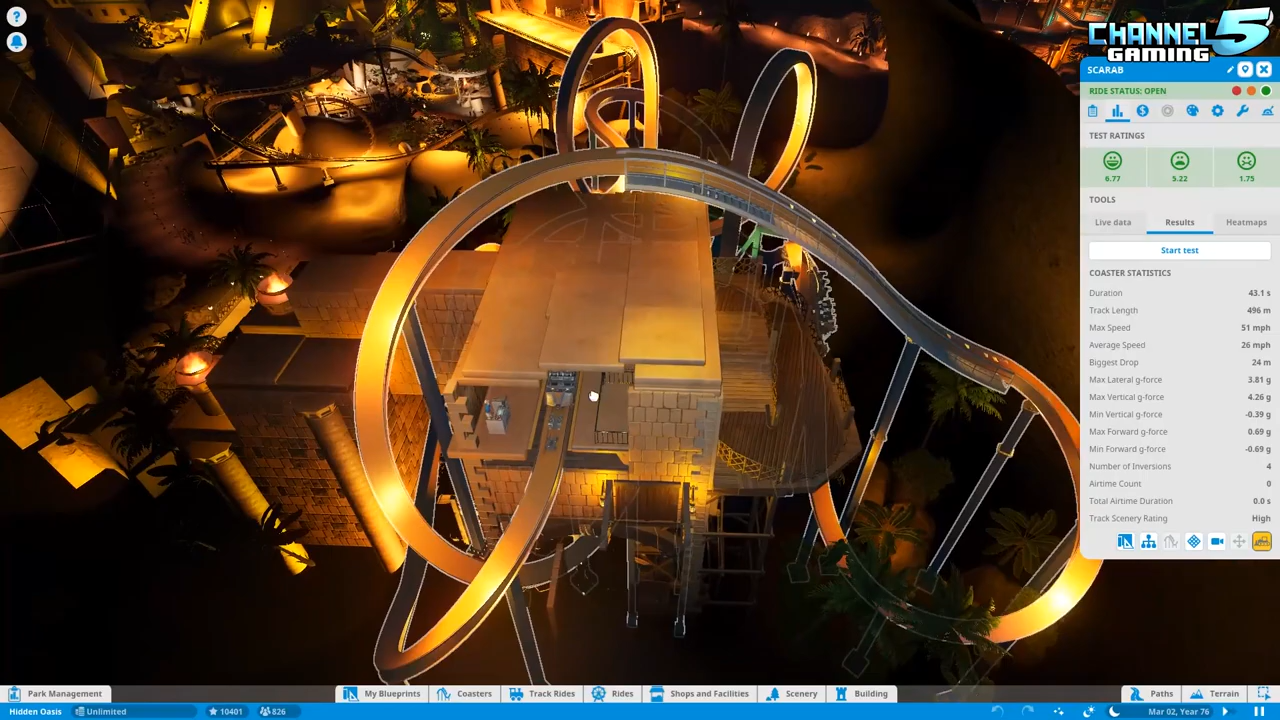 CHANNEL 5
GAMING
SCARAB
RIDE STATUS: OPEN
TEST RATINGS
6.77 5.22 1.75
TOOLS
Live data Results Heatmaps
Start test
COASTER STATISTICS
Duration 43.1 s
Track Length 496 m
Max Speed 51 mph
Average Speed 26 mph
Biggest Drop 24 m
Max Lateral g-force 3.81 g
Max Vertical g-force 4.26 g
Min Vertical g-force -0.39 g
Max Forward g-force 0.69 g
Min Forward g-force -0.69 g
Number of Inversions 4
Airtime Count 0
Total Airtime Duration 0.0 s
Track Scenery Rating High
Park Management My Blueprints Coasters Track Rides Rides Shops and Facilities Scenery Building Paths Terrain
Hidden Oasis Unlimited 10401 826 Mar 02, Year 76